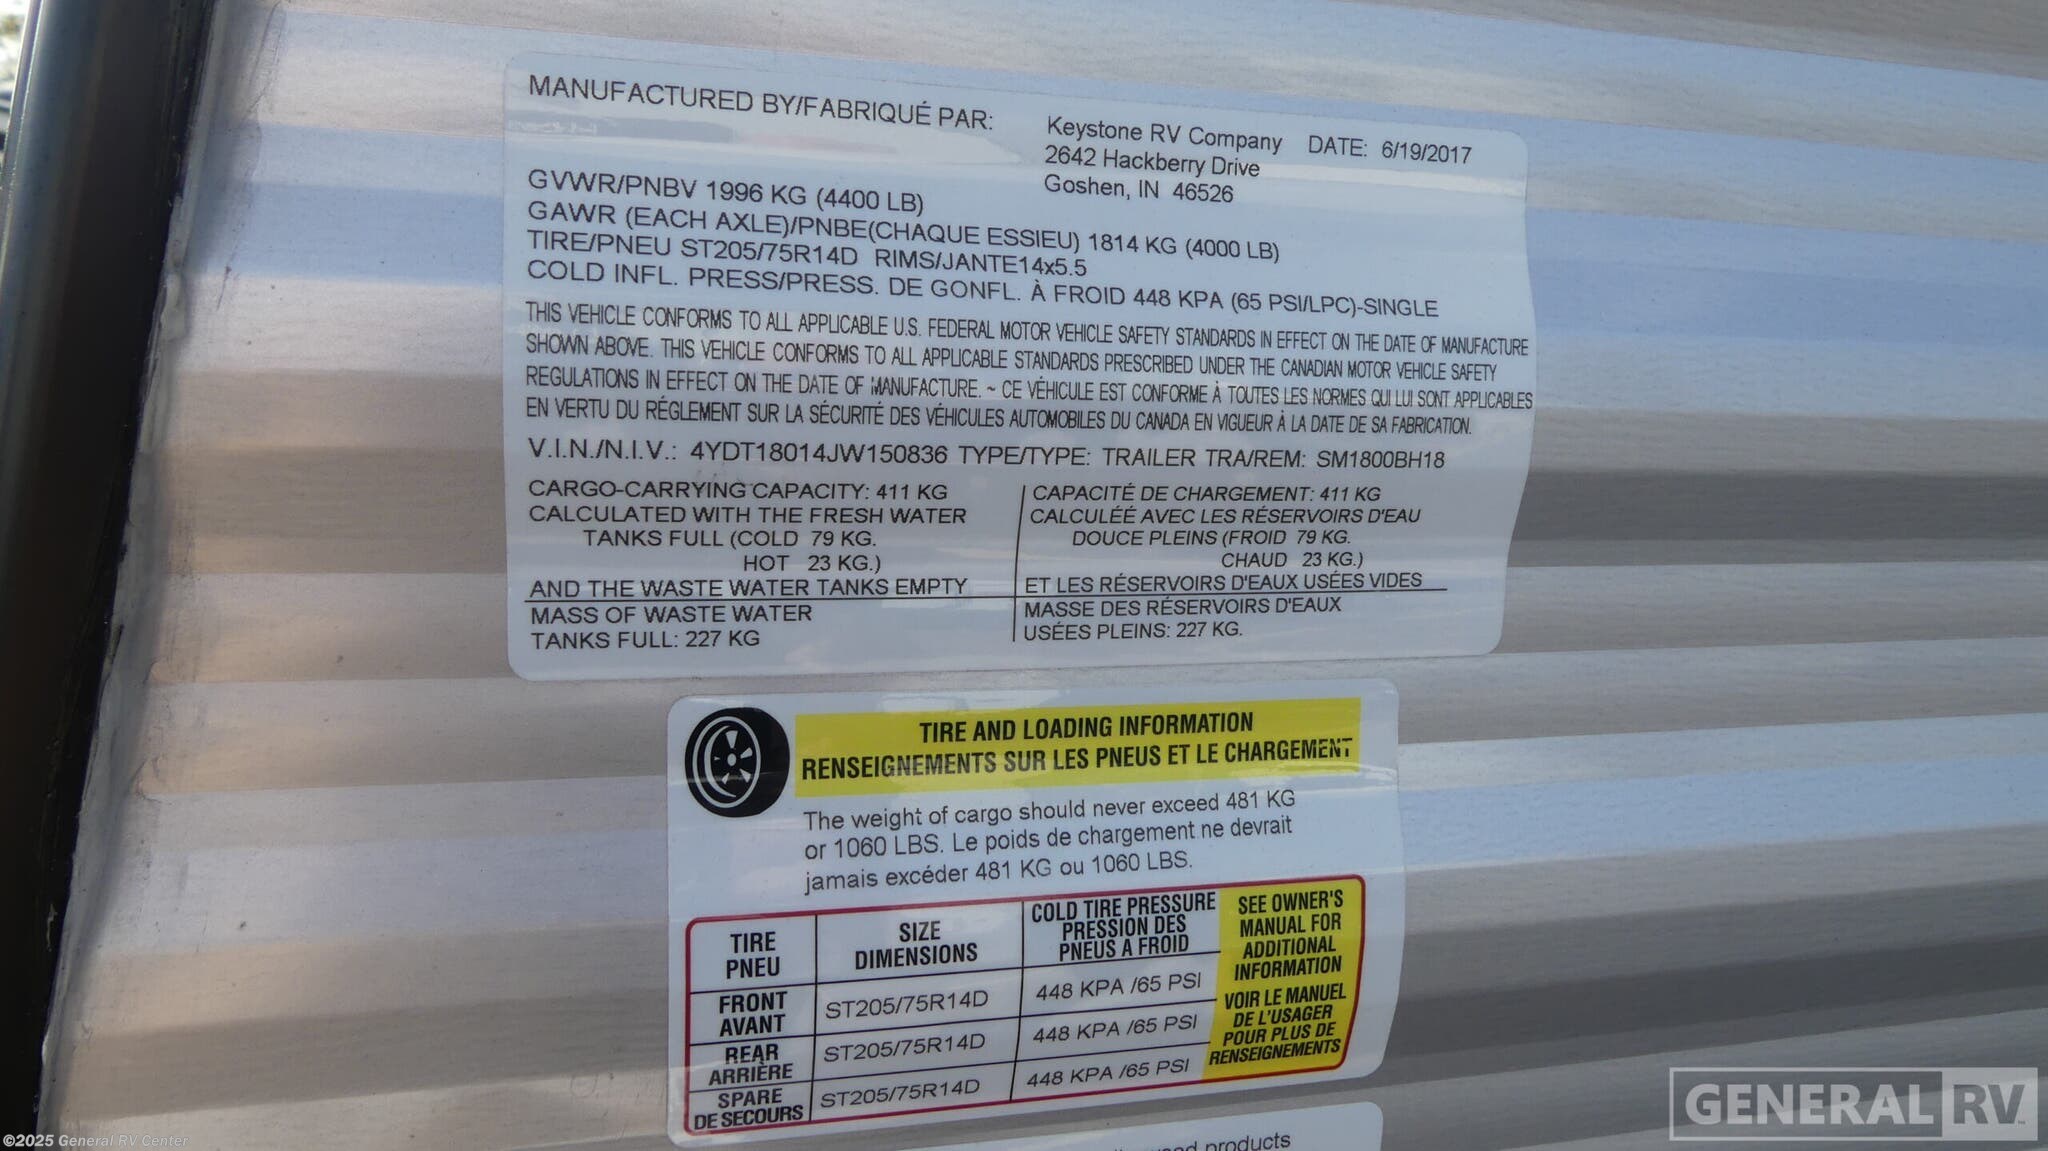 MANUFACTURED BY/FABRIQUÉ PAR: Keystone RV Company DATE: 6/19/2017
2642 Hackberry Drive
Goshen, IN 46526
GVWR/PNBV 1996 KG (4400 LB)
GAWR (EACH AXLE)/PNBE(CHAQUE ESSIEU) 1814 KG (4000 LB)
TIRE/PNEU ST205/75R14D RIMS/JANTE14x5.5
COLD INFL. PRESS/PRESS. DE GONFL. À FROID 448 KPA (65 PSI/LPC)-SINGLE
THIS VEHICLE CONFORMS TO ALL APPLICABLE U.S. FEDERAL MOTOR VEHICLE SAFETY STANDARDS IN EFFECT ON THE DATE OF MANUFACTURE
SHOWN ABOVE. THIS VEHICLE CONFORMS TO ALL APPLICABLE STANDARDS PRESCRIBED UNDER THE CANADIAN MOTOR VEHICLE SAFETY
REGULATIONS IN EFFECT ON THE DATE OF MANUFACTURE. ~ CE VÉHICULE EST CONFORME À TOUTES LES NORMES QUI LUI SONT APPLICABLES
EN VERTU DU RÉGLEMENT SUR LA SÉCURITÉ DES VÉHICULES AUTOMOBILES DU CANADA EN VIGUEUR À LA DATE DE SA FABRICATION.
V.I.N./N.I.V.: 4YDT18014JW150836 TYPE/TYPE: TRAILER TRA/REM: SM1800BH18
CARGO-CARRYING CAPACITY: 411 KG
CALCULATED WITH THE FRESH WATER
TANKS FULL (COLD 79 KG.
HOT 23 KG.)
AND THE WASTE WATER TANKS EMPTY
MASS OF WASTE WATER
TANKS FULL: 227 KG
CAPACITÉ DE CHARGEMENT: 411 KG
CALCULÉE AVEC LES RÉSERVOIRS D'EAU
DOUCE PLEINS (FROID 79 KG.
CHAUD 23 KG.)
ET LES RÉSERVOIRS D'EAUX USÉES VIDES
MASSE DES RÉSERVOIRS D'EAUX
USÉES PLEINS: 227 KG.
TIRE AND LOADING INFORMATION
RENSEIGNEMENTS SUR LES PNEUS ET LE CHARGEMENT
The weight of cargo should never exceed 481 KG
or 1060 LBS. Le poids de chargement ne devrait
jamais excéder 481 KG ou 1060 LBS.
TIRE
PNEU
SIZE
DIMENSIONS
COLD TIRE PRESSURE
PRESSION DES
PNEUS A FROID
FRONT
AVANT
ST205/75R14D
448 KPA /65 PSI
REAR
ARRIÈRE
ST205/75R14D
448 KPA /65 PSI
SPARE
DE SECOURS
ST205/75R14D
448 KPA /65 PSI
SEE OWNER'S
MANUAL FOR
ADDITIONAL
INFORMATION
VOIR LE MANUEL
DE L'USAGER
POUR PLUS DE
RENSEIGNEMENTS
products
©2025 General RV Center
GENERAL RV